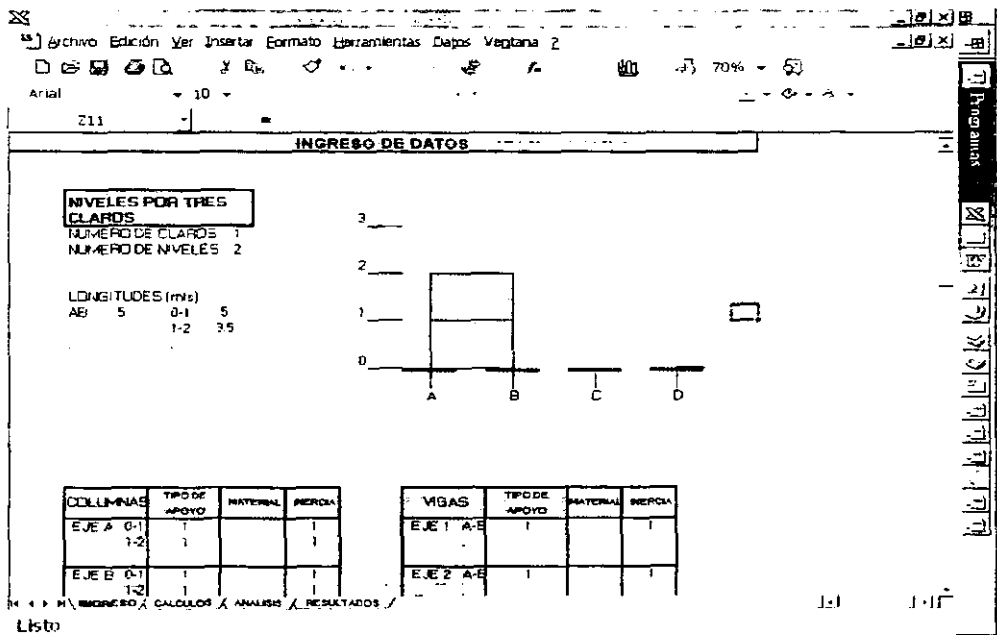 Archivo Edición Ver Insertar Formato Herramientas Datos Ventana ?
70%
Arial 10
Z11 =
INGRESO DE DATOS
Programas
NIVELES POR TRES
CLAROS
NUMERO DE CLAROS 1
NUMERO DE NIVELES 2
LONGITUDES (mts)
AB 5 0-1 5
1-2 3.5
3
2
1
0
A B C D
COLUMNAS TIPO DE APOYO MATERIAL INERCIA
EJE A 0-1 1 1
1-2 1 1
EJE B 0-1 1 1
1-2 1 1
VIGAS TIPO DE APOYO MATERIAL INERCIA
EJE 1 A-B 1 1
EJE 2 A-B 1 1
INGRESO CALCULOS ANALISIS RESULTADOS
Listo